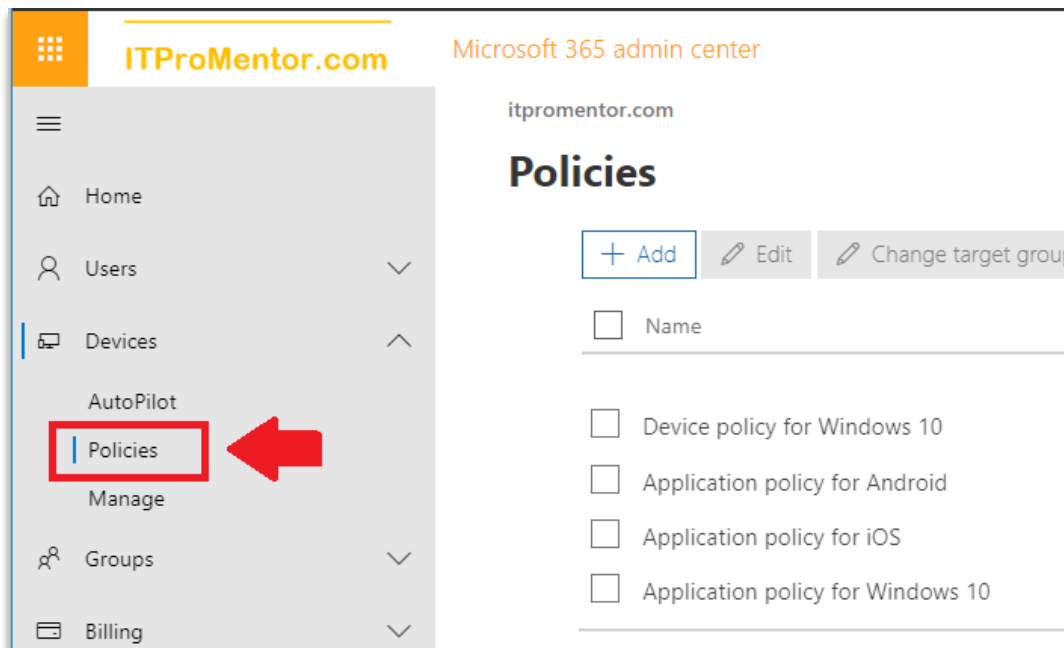 ITProMentor.com
Microsoft 365 admin center
itpromentor.com
Policies
Home
Users
Devices
AutoPilot
Policies
Manage
Groups
Billing
+ Add
Edit
Change target grou
Name
Device policy for Windows 10
Application policy for Android
Application policy for iOS
Application policy for Windows 10